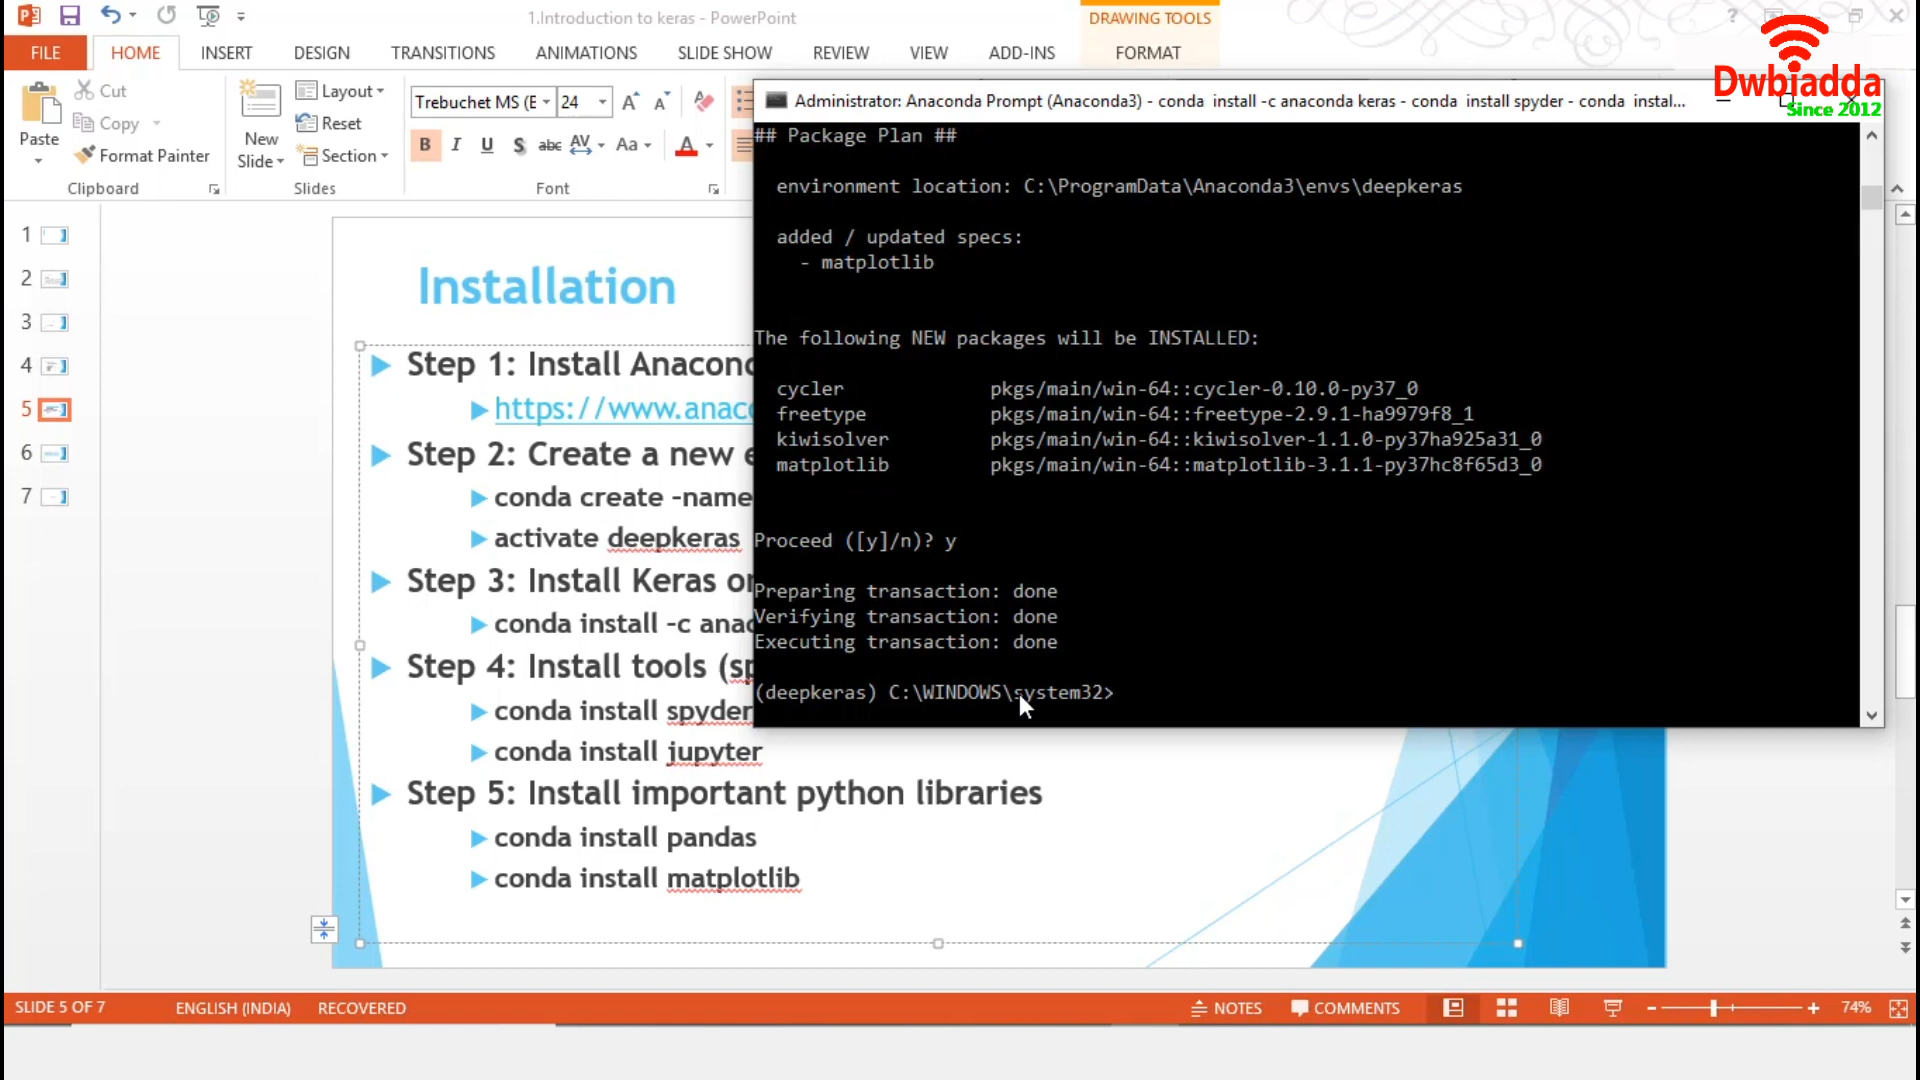 1.Introduction to keras - PowerPoint
DRAWING TOOLS
?
FILE HOME INSERT DESIGN TRANSITIONS ANIMATIONS SLIDE SHOW REVIEW VIEW ADD-INS FORMAT
Dwbiadda
Since 2012
Paste
Cut
Copy
Format Painter
Clipboard
New
Slide
Layout
Reset
Section
Slides
Trebuchet MS (E 24
B I U S abc AV Aa A
Font
Administrator: Anaconda Prompt (Anaconda3) - conda install -c anaconda keras - conda install spyder - conda instal...
## Package Plan ##
environment location: C:\ProgramData\Anaconda3\envs\deepkeras
added / updated specs:
- matplotlib
The following NEW packages will be INSTALLED:
cycler pkgs/main/win-64::cycler-0.10.0-py37_0
freetype pkgs/main/win-64::freetype-2.9.1-ha9979f8_1
kiwisolver pkgs/main/win-64::kiwisolver-1.1.0-py37ha925a31_0
matplotlib pkgs/main/win-64::matplotlib-3.1.1-py37hc8f65d3_0
Proceed ([y]/n)? y
Preparing transaction: done
Verifying transaction: done
Executing transaction: done
(deepkeras) C:\WINDOWS\system32>
1
2
3
4
5
6
7
Installation
Step 1: Install Anacond
https://www.anaco
Step 2: Create a new e
conda create -name
activate deepkeras
Step 3: Install Keras
conda install -c anac
Step 4: Install tools (sp
conda install spyder
conda install jupyter
Step 5: Install important python libraries
conda install pandas
conda install matplotlib
SLIDE 5 OF 7 ENGLISH (INDIA) RECOVERED NOTES COMMENTS 74%